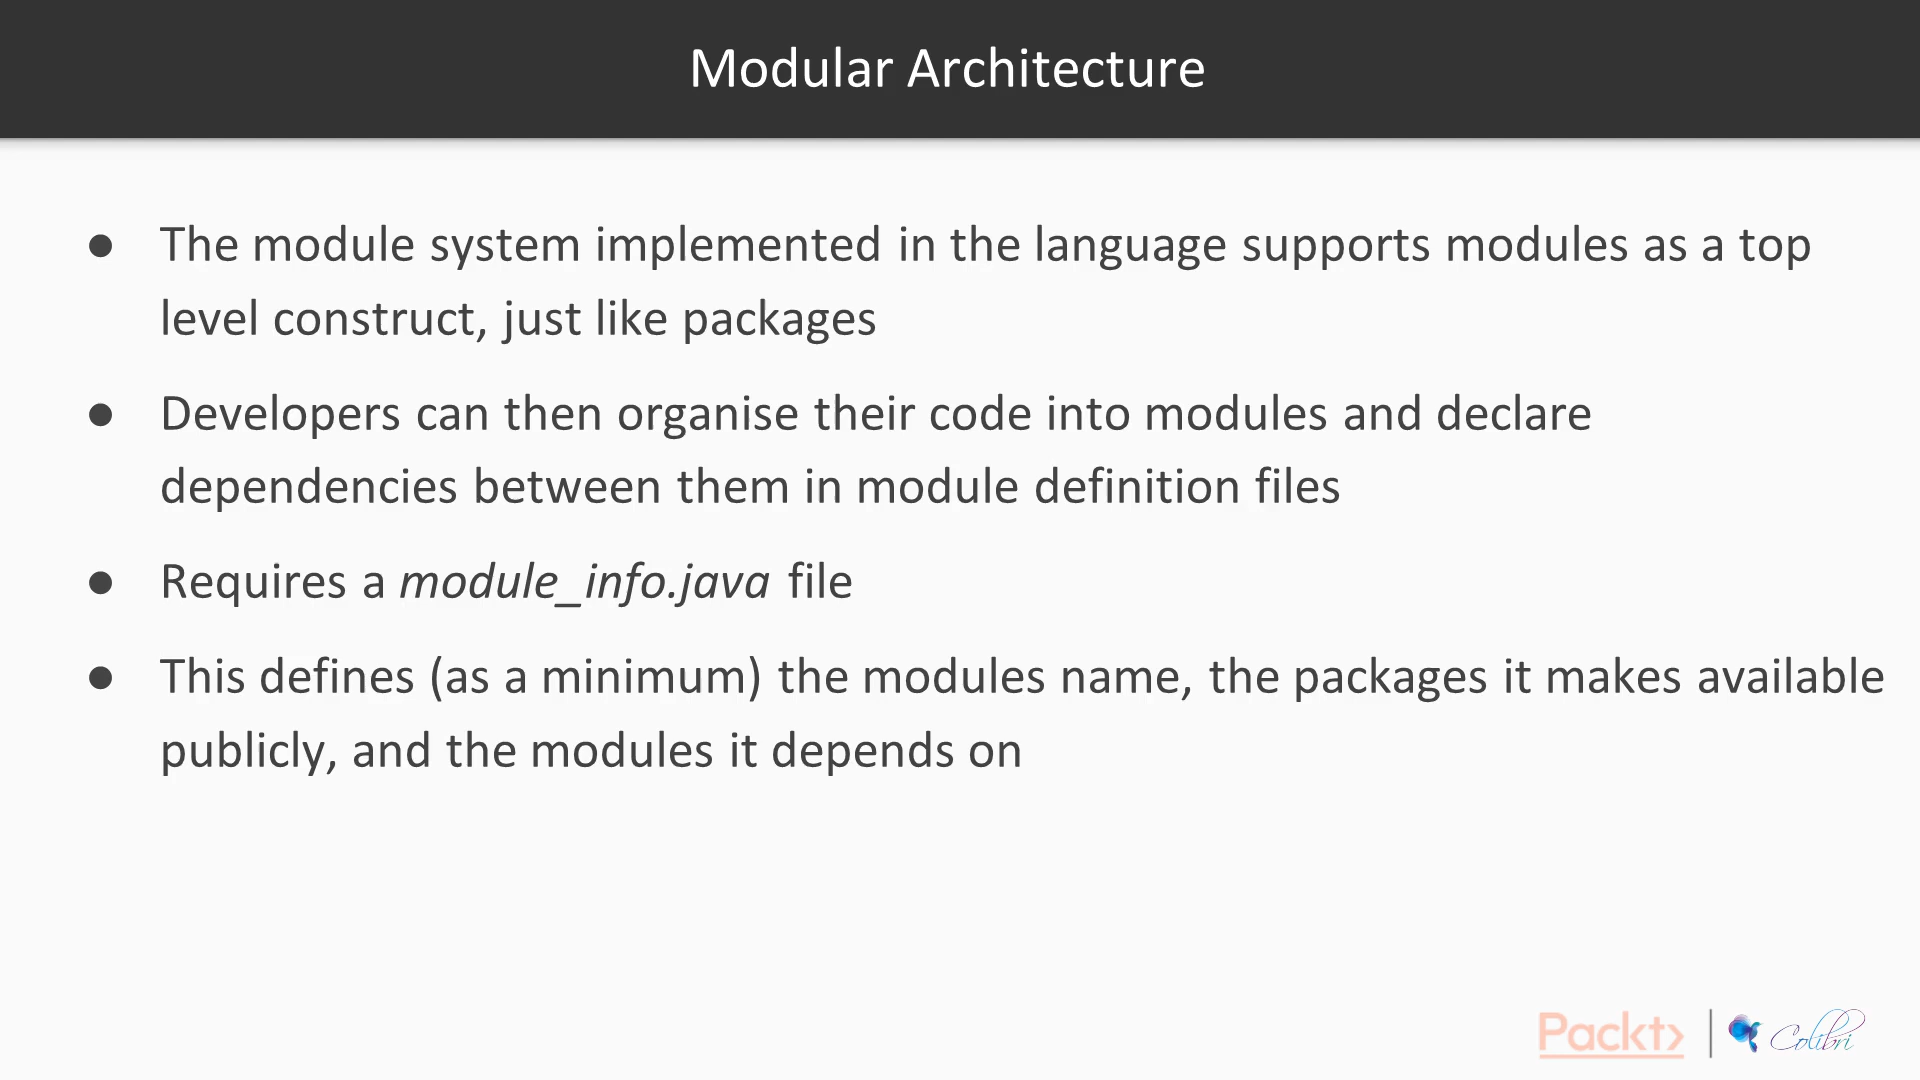 Modular Architecture
● The module system implemented in the language supports modules as a top
level construct, just like packages
● Developers can then organise their code into modules and declare
dependencies between them in module definition files
● Requires a module_info.java file
● This defines (as a minimum) the modules name, the packages it makes available
publicly, and the modules it depends on
Packt> | Colibri